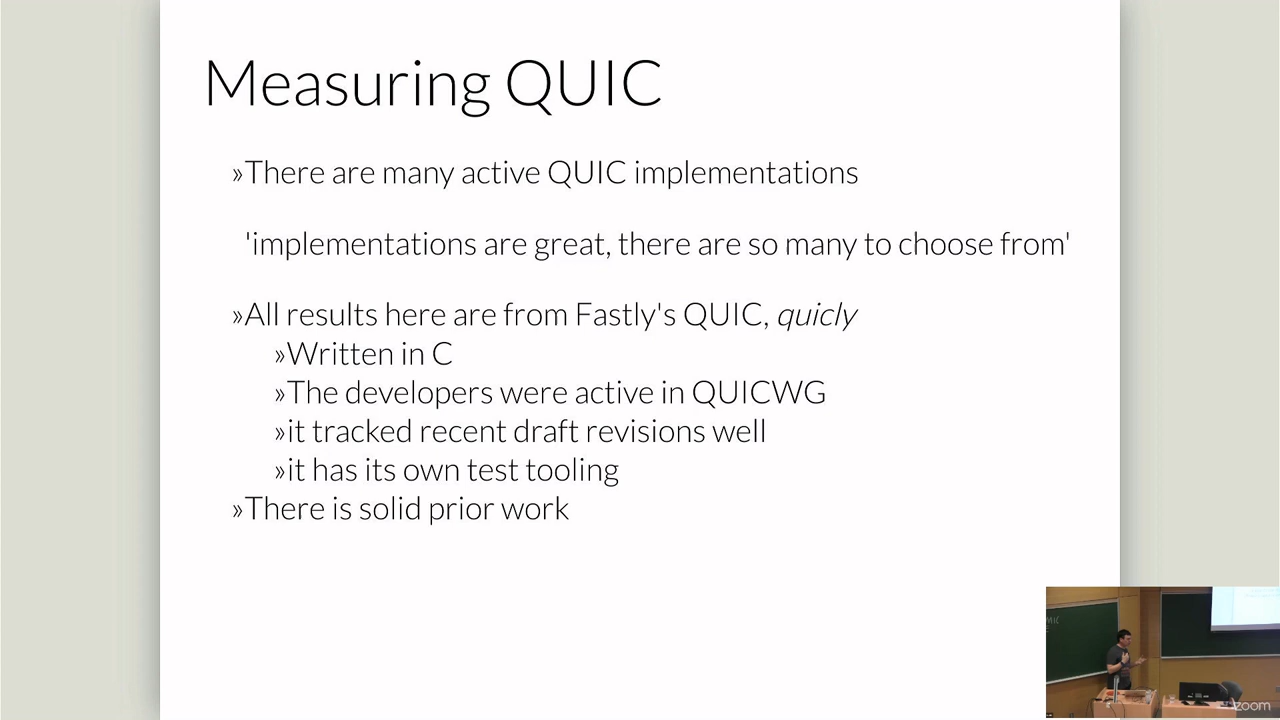 Measuring QUIC
»There are many active QUIC implementations
'implementations are great, there are so many to choose from'
»All results here are from Fastly's QUIC, quicly
»Written in C
»The developers were active in QUICWG
»it tracked recent draft revisions well
»it has its own test tooling
»There is solid prior work
zoom